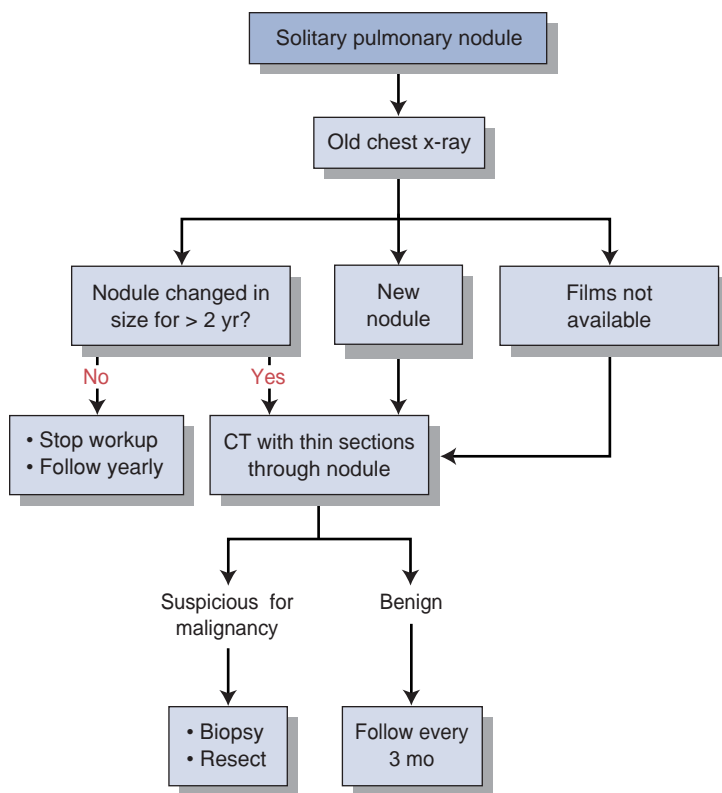 Solitary pulmonary nodule
Old chest x-ray
Nodule changed in
size for > 2 yr?
New
nodule
Films not
available
No
Yes
• Stop workup
• Follow yearly
CT with thin sections
through nodule
Suspicious for
malignancy
Benign
• Biopsy
• Resect
Follow every
3 mo